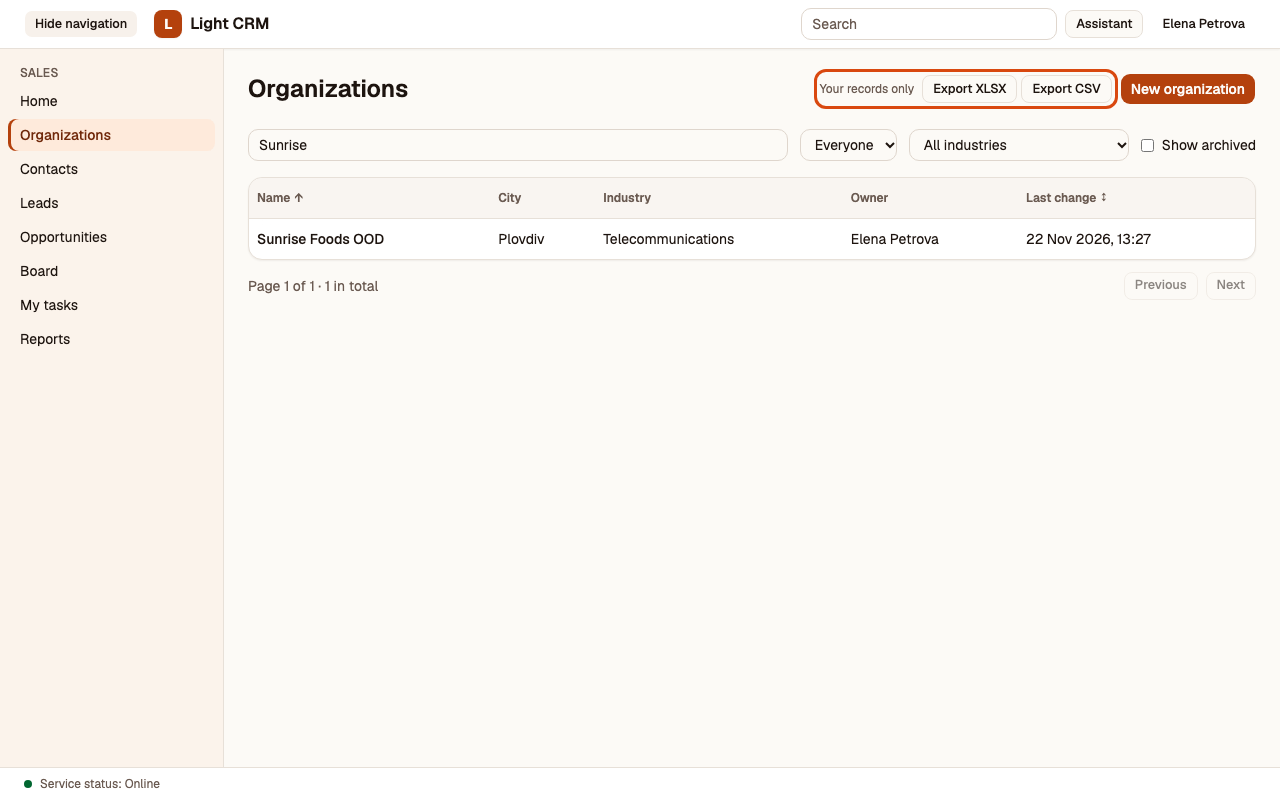 Hide navigation
L
Light CRM
Search
Assistant
Elena Petrova
SALES
Home
Organizations
Contacts
Leads
Opportunities
Board
My tasks
Reports
Organizations
Your records only
Export XLSX
Export CSV
New organization
Sunrise
Everyone
All industries
Show archived
Name ↑ City Industry Owner Last change ↕
Sunrise Foods OOD Plovdiv Telecommunications Elena Petrova 22 Nov 2026, 13:27
Page 1 of 1 · 1 in total
Previous
Next
Service status: Online